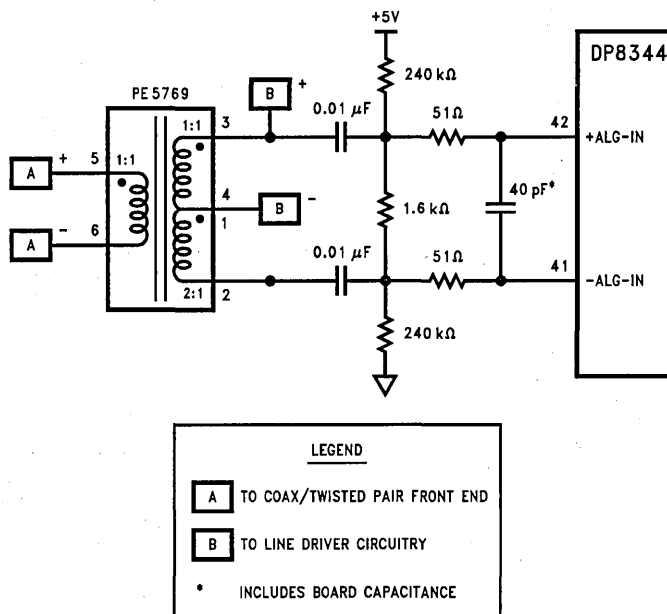 +5V
DP8344
240 kΩ
PE5769
B +
0.01 μF
51Ω
42
+ALG-IN
1:1
3
5
1:1
A +
4
B -
1.6 kΩ
40 pF*
A -
6
1
0.01 μF
51Ω
41
-ALG-IN
2:1
2
240 kΩ
LEGEND
A TO COAX/TWISTED PAIR FRONT END
B TO LINE DRIVER CIRCUITRY
* INCLUDES BOARD CAPACITANCE